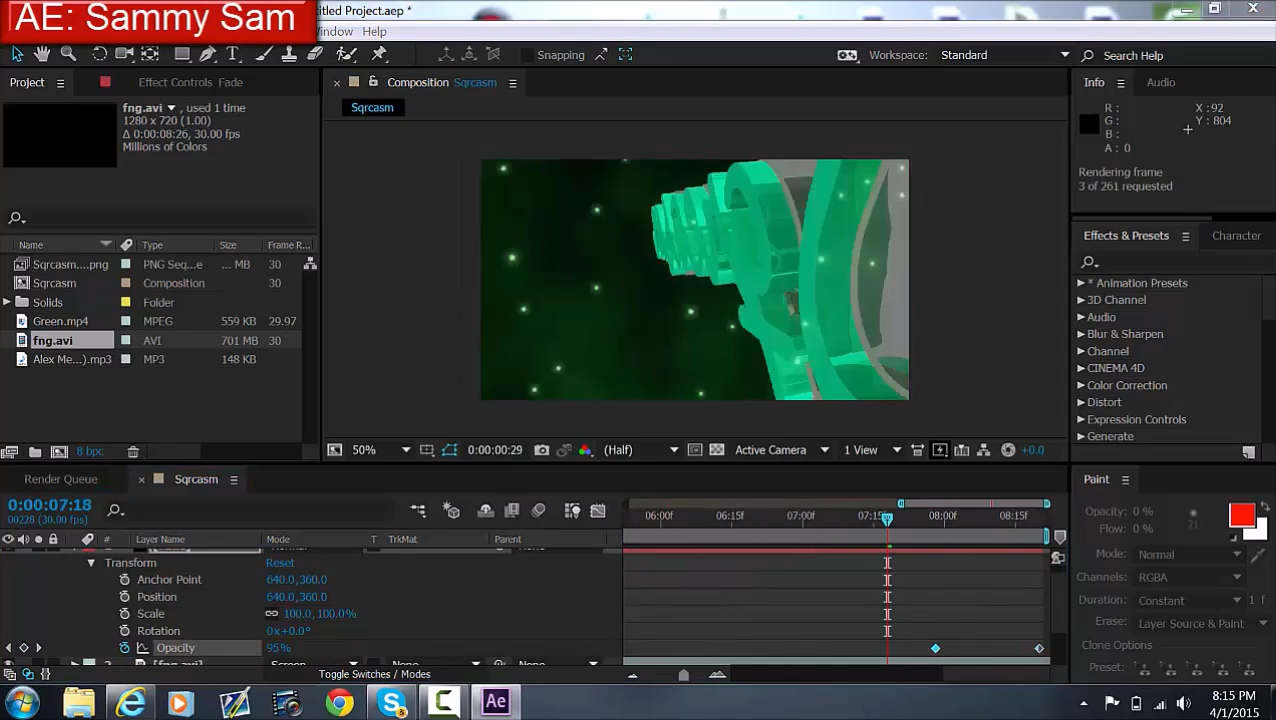 AE: Sammy Sam
titled Project.aep *
Window Help
Snapping
Workspace: Standard
Search Help
Project
Effect Controls Fade
Composition Sqrcasm
Info
Audio
fng.avi , used 1 time
1280 x 720 (1.00)
Δ 0:00:08:26, 30.00 fps
Millions of Colors
Sqrcasm
R :
G :
B :
A : 0
X : 92
Y : 804
Rendering frame
3 of 261 requested
Effects & Presets
Character
Name Type Size Frame R...
Sqrcasm....png PNG Seq...e ... MB 30
Sqrcasm Composition 30
Solids Folder
Green.mp4 MPEG 559 KB 29.97
fng.avi AVI 701 MB 30
Alex Me...).mp3 MP3 148 KB
* Animation Presets
3D Channel
Audio
Blur & Sharpen
Channel
CINEMA 4D
Color Correction
Distort
Expression Controls
Generate
8 bpc
50% 0:00:00:29 (Half) Active Camera 1 View +0.0
Render Queue
Sqrcasm
Paint
0:00:07:18
00228 (30.00 fps)
06:00f 06:15f 07:00f 07:15f 08:00f 08:15f
Opacity: 0 %
Flow: 0 %
21
Layer Name Mode T TrkMat Parent
Transform Reset
Anchor Point 640.0,360.0
Position 640.0,360.0
Scale 100.0,100.0%
Rotation 0x+0.0°
Opacity 95%
[fng.avi] Screen None None
Toggle Switches / Modes
Mode: Normal
Channels: RGBA
Duration: Constant 1 f
Erase: Layer Source & Paint
Clone Options
Preset:
8:15 PM
4/1/2015